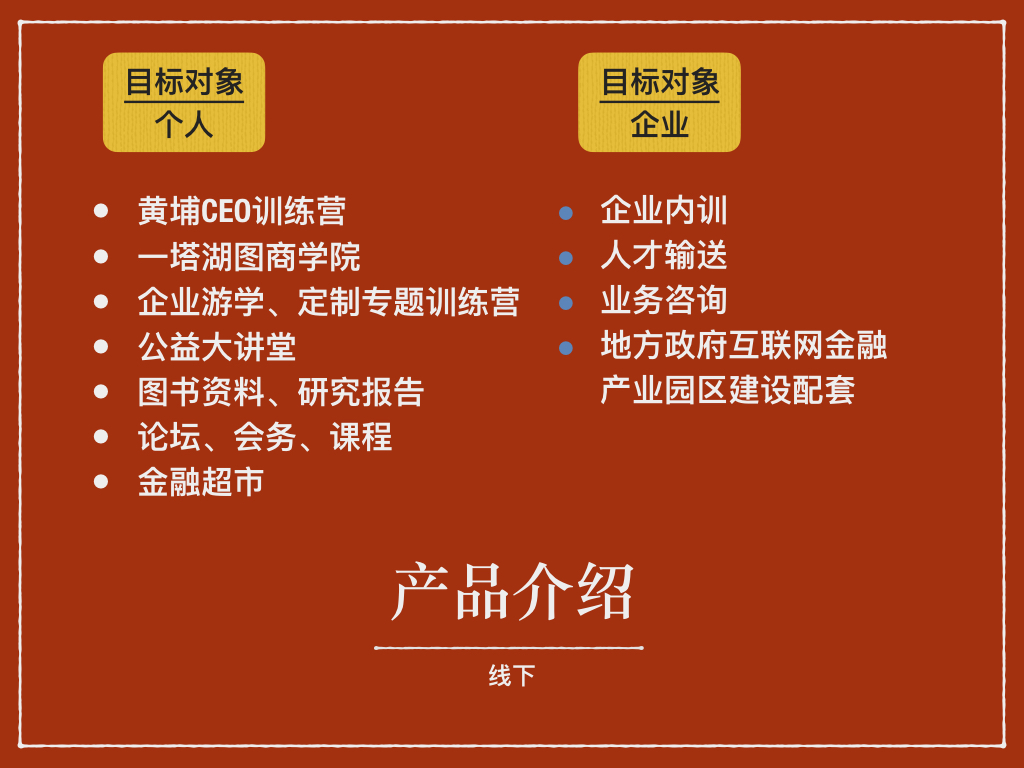 目标对象
个人
黄埔CEO训练营
一塔湖图商学院
企业游学、定制专题训练营
公益大讲堂
图书资料、研究报告
论坛、会务、课程
金融超市
目标对象
企业
企业内训
人才输送
业务咨询
地方政府互联网金融
产业园区建设配套
产品介绍
线下